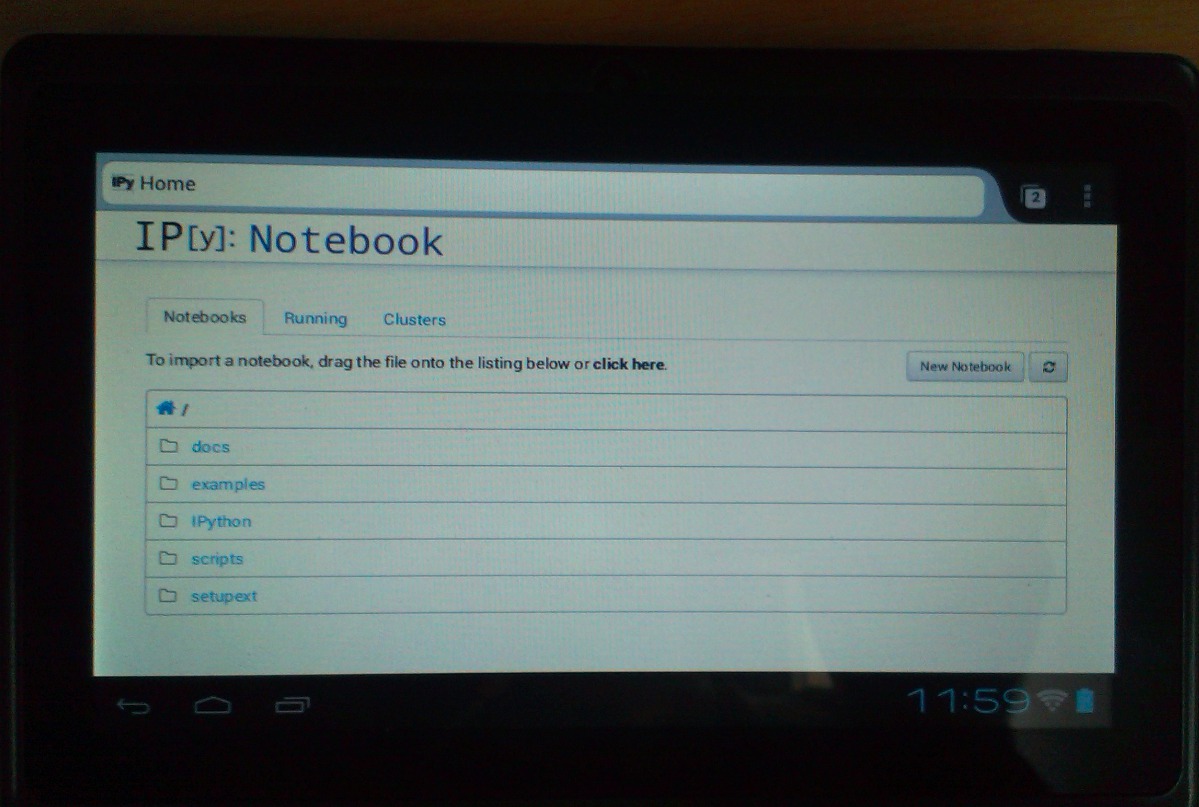 IPy Home
2
IP[y]: Notebook
Notebooks Running Clusters
To import a notebook, drag the file onto the listing below or click here.
New Notebook
/
docs
examples
IPython
scripts
setupext
11:59